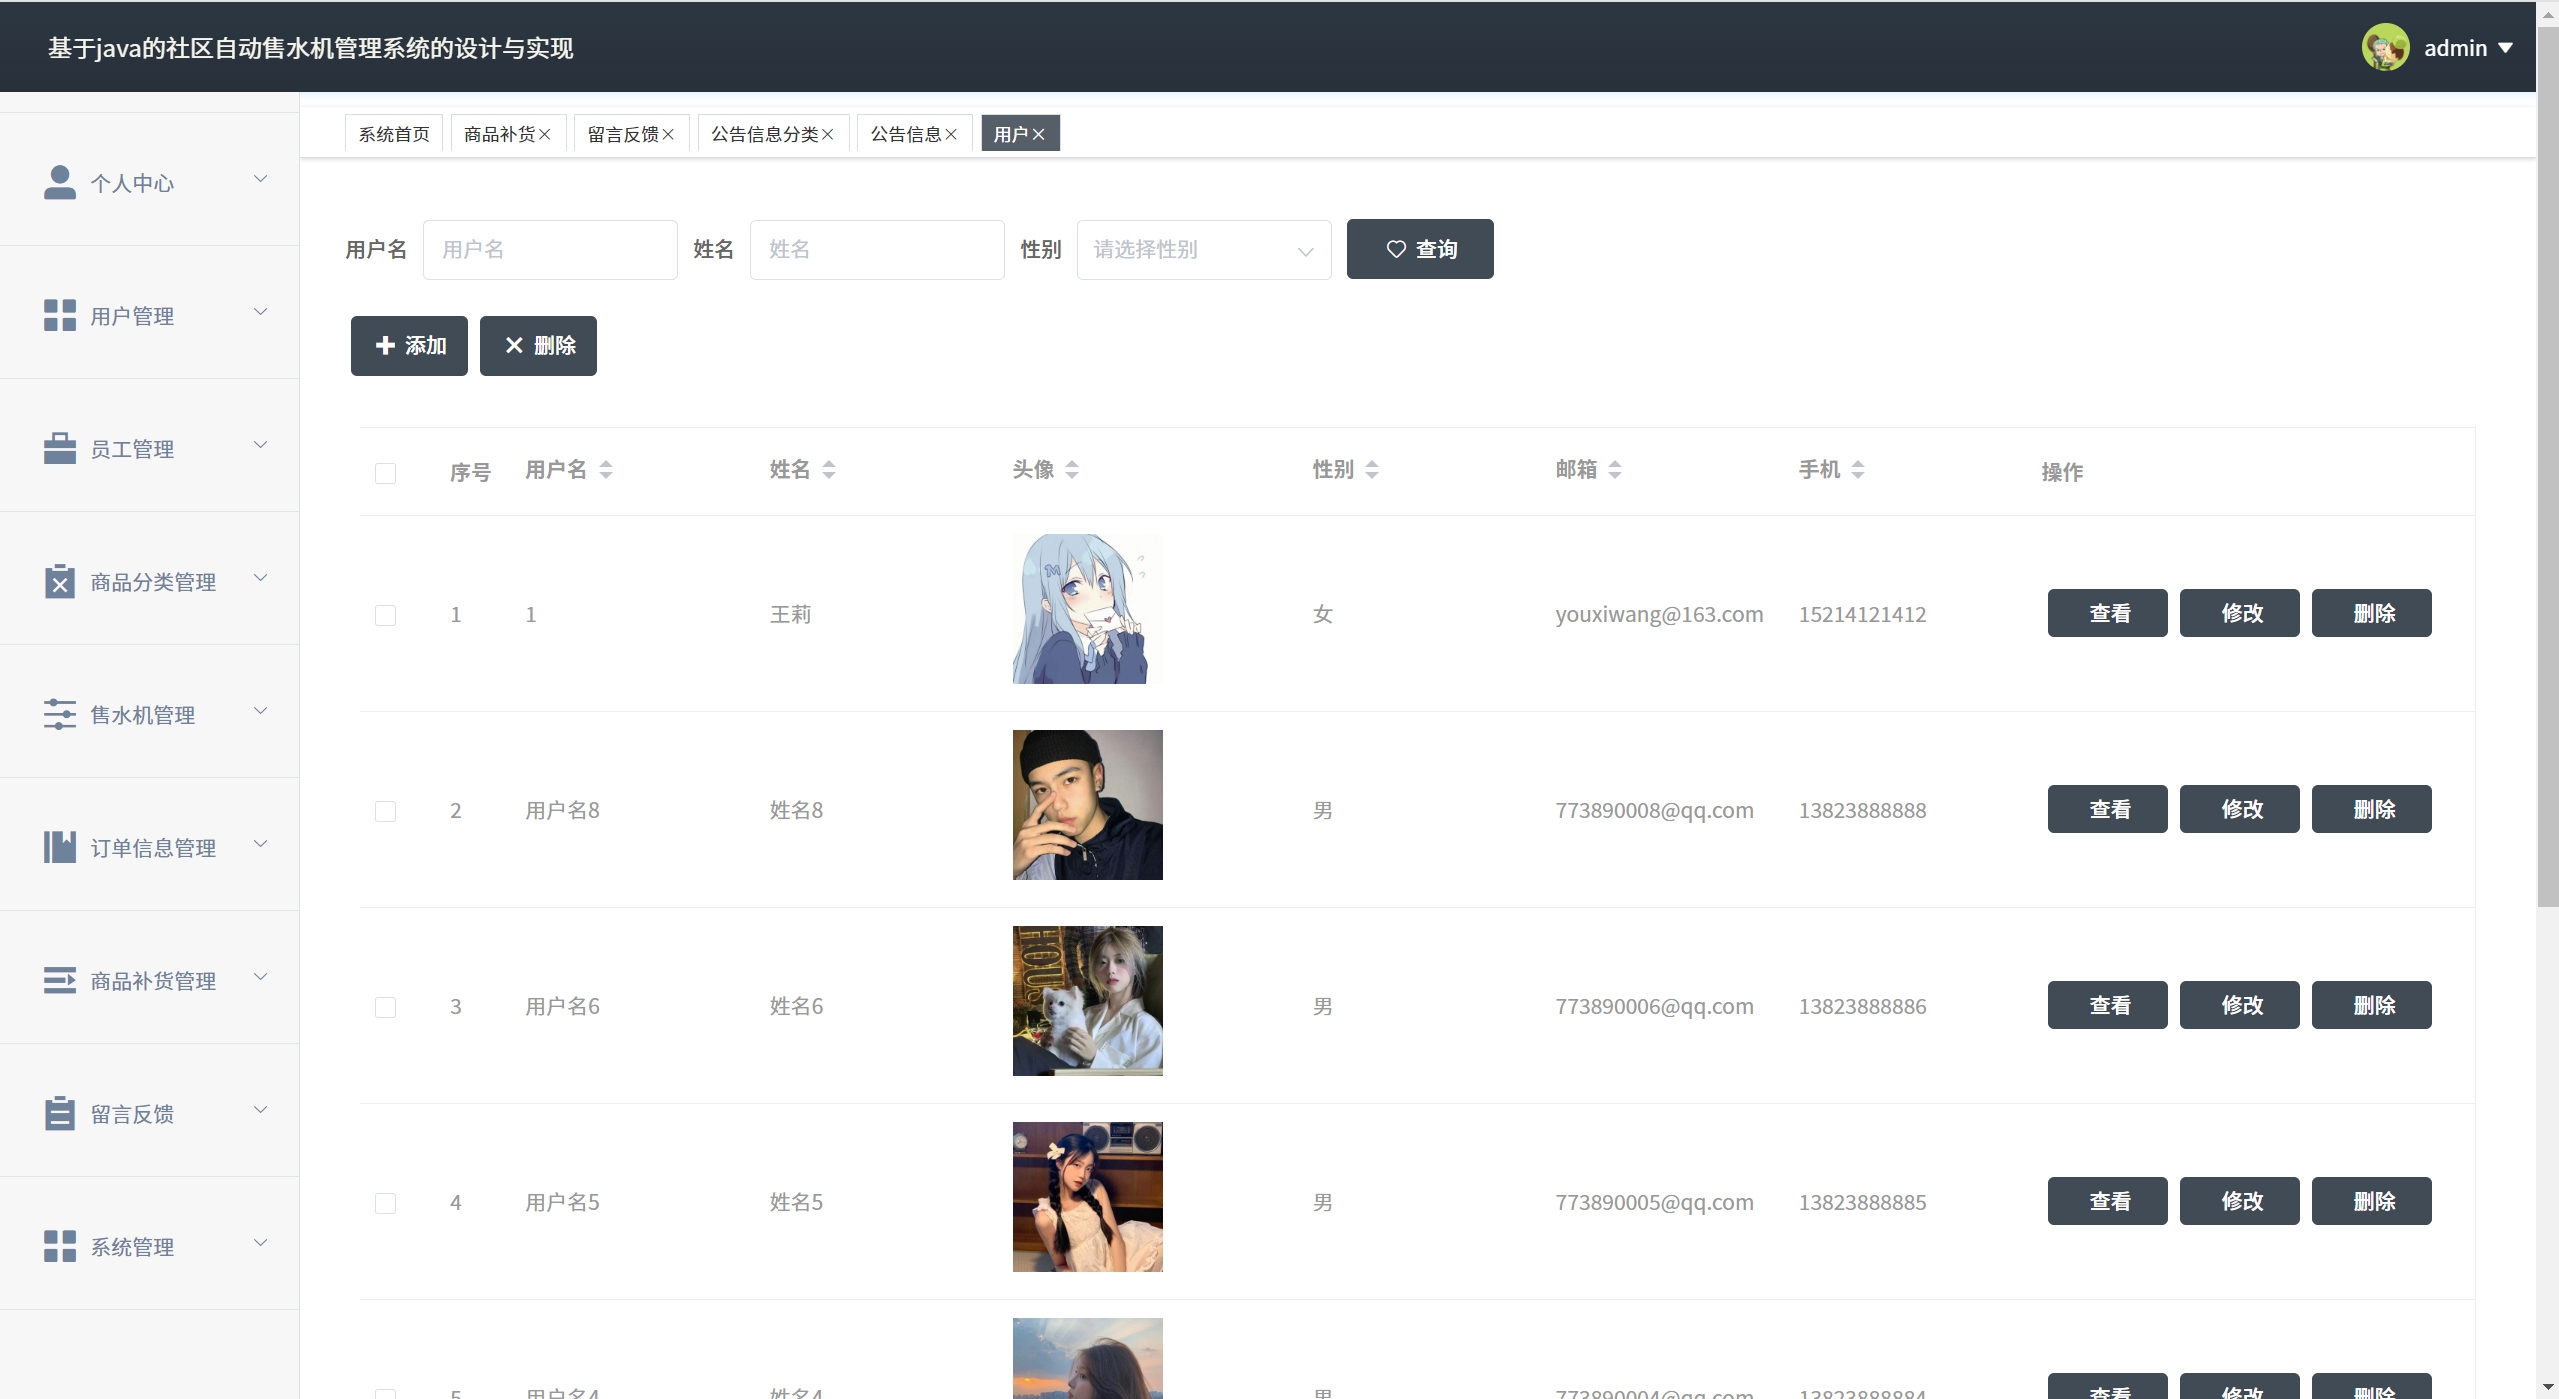 基于java的社区自动售水机管理系统的设计与实现
admin
系统首页 商品补货 留言反馈 公告信息分类 公告信息 用户
个人中心
用户管理
员工管理
商品分类管理
售水机管理
订单信息管理
商品补货管理
留言反馈
系统管理
用户名 用户名 姓名 姓名 性别 请选择性别 查询
添加 删除
序号 用户名 姓名 头像 性别 邮箱 手机 操作
1 1 王莉 女 youxiwang@163.com 15214121412 查看 修改 删除
2 用户名8 姓名8 男 773890008@qq.com 13823888888 查看 修改 删除
HOUS
3 用户名6 姓名6 男 773890006@qq.com 13823888886 查看 修改 删除
4 用户名5 姓名5 男 773890005@qq.com 13823888885 查看 修改 删除
5 用户名4 姓名4 男 773890004@qq.com 13823888884 查看 修改 删除